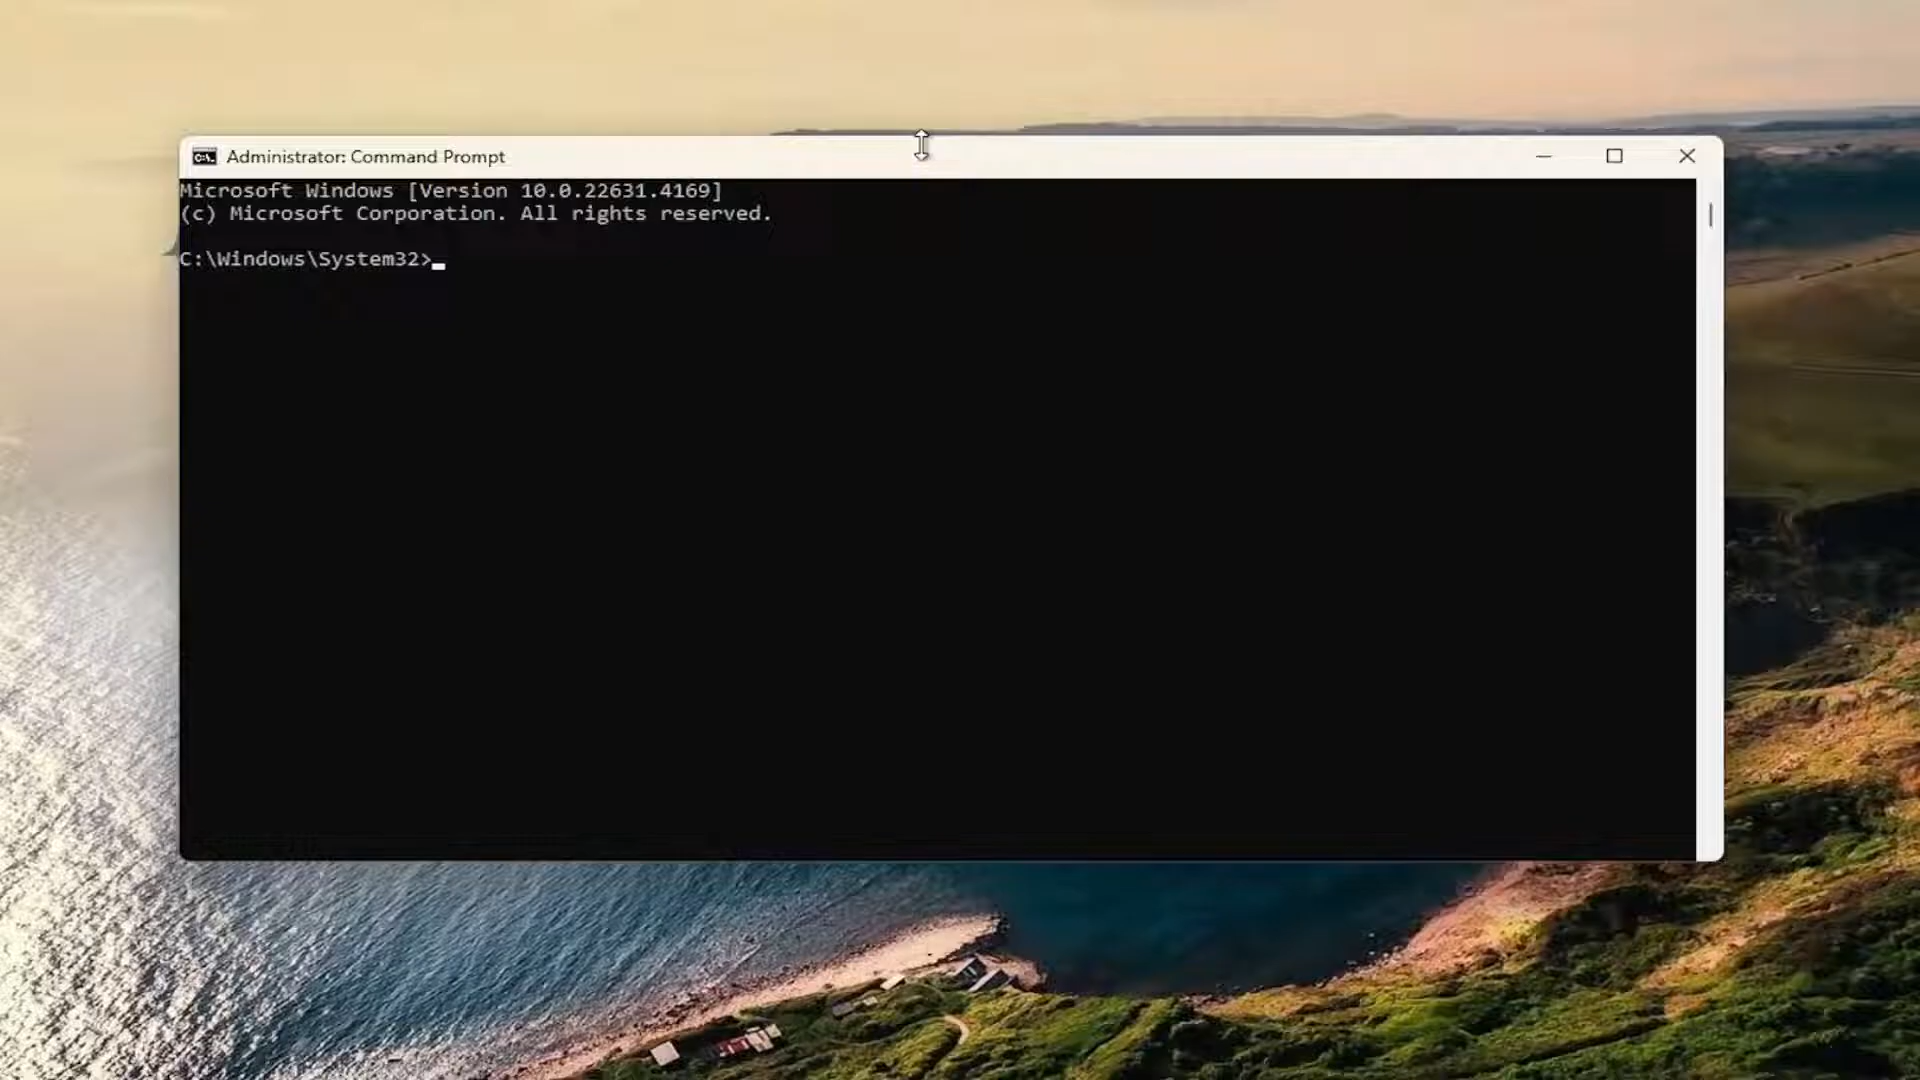 Administrator: Command Prompt
Microsoft Windows [Version 10.0.22631.4169]
(c) Microsoft Corporation. All rights reserved.
C:\Windows\System32>